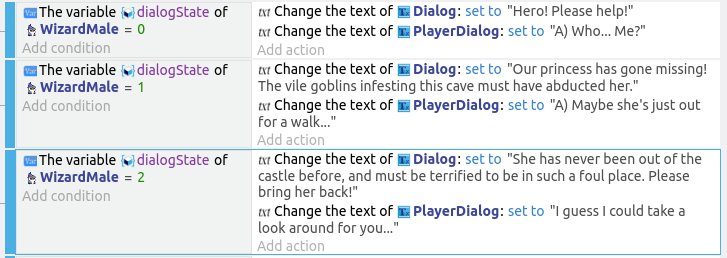 The variable dialogState of
WizardMale = 0
Add condition
txt Change the text of Dialog: set to "Hero! Please help!"
txt Change the text of PlayerDialog: set to "A) Who... Me?"
Add action
The variable dialogState of
WizardMale = 1
Add condition
txt Change the text of Dialog: set to "Our princess has gone missing!
The vile goblins infesting this cave must have abducted her."
txt Change the text of PlayerDialog: set to "A) Maybe she's just out
for a walk..."
Add action
The variable dialogState of
WizardMale = 2
Add condition
txt Change the text of Dialog: set to "She has never been out of the
castle before, and must be terrified to be in such a foul place. Please
bring her back!"
txt Change the text of PlayerDialog: set to "I guess I could take a
look around for you..."
Add action